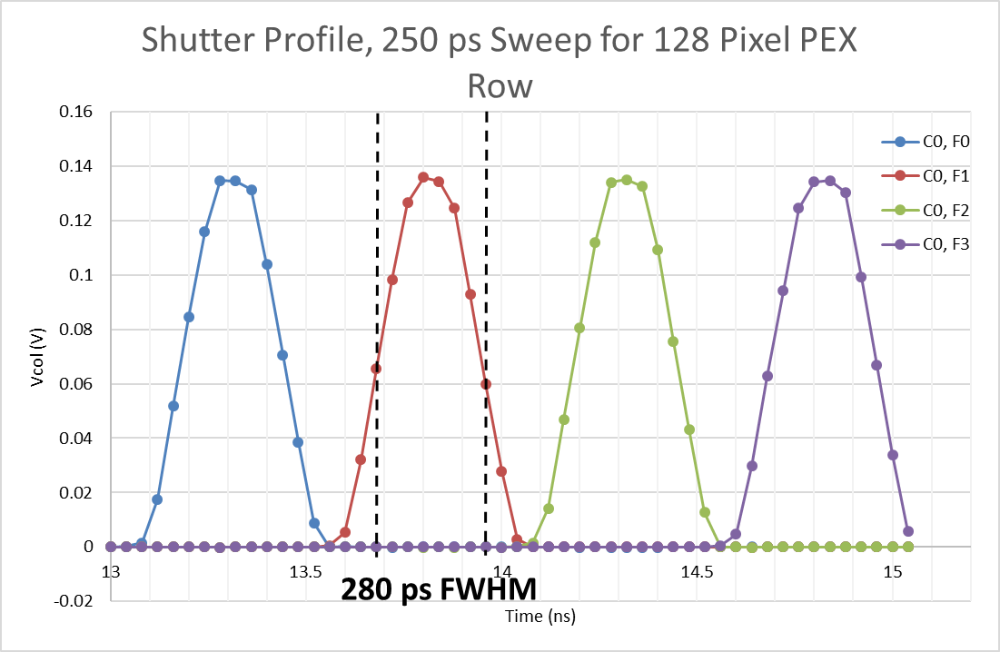 Shutter Profile, 250 ps Sweep for 128 Pixel PEX
Row
0.16
0.14
0.12
0.1
0.08
0.06
0.04
0.02
0
-0.02
Vcol (V)
C0, F0
C0, F1
C0, F2
C0, F3
13
13.5
14
14.5
15
280 ps FWHM
Time (ns)